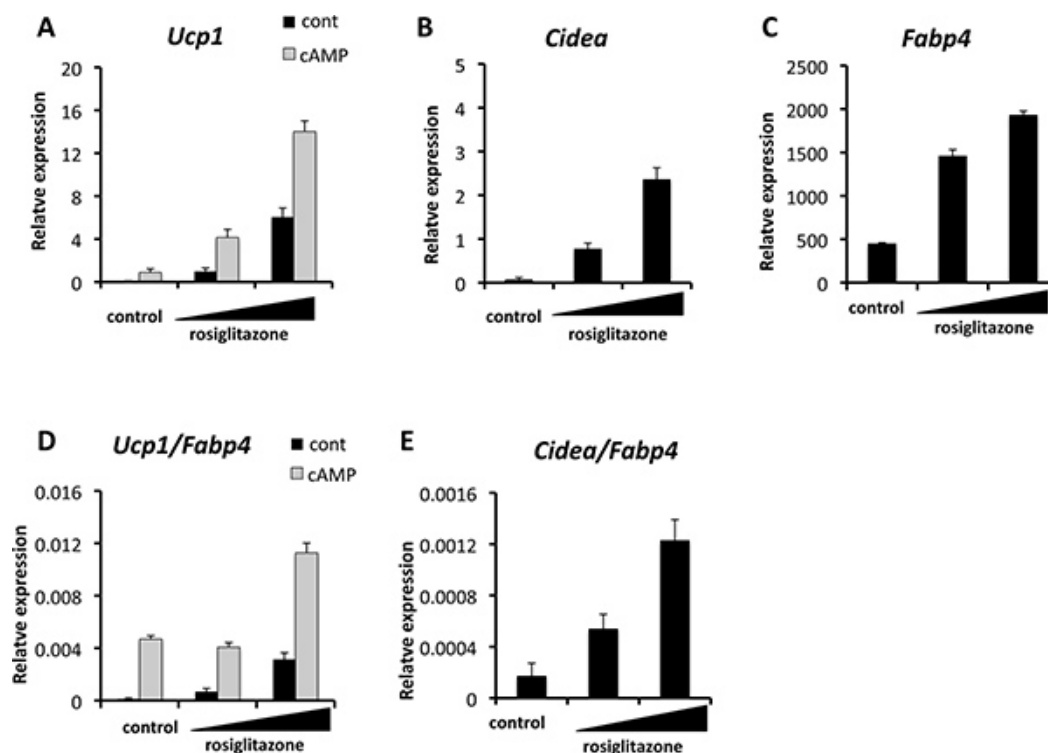 A
Ucp1
cont
cAMP
Relatve expression
20
16
12
8
4
0
control
rosiglitazone
B
Cidea
Relatve expression
5
4
3
2
1
0
control
rosiglitazone
C
Fabp4
Relatve expression
2500
2000
1500
1000
500
0
control
rosiglitazone
D
Ucp1/Fabp4
cont
cAMP
Relatve expression
0.016
0.012
0.008
0.004
0
control
rosiglitazone
E
Cidea/Fabp4
Relatve expression
0.0016
0.0012
0.0008
0.0004
0
control
rosiglitazone